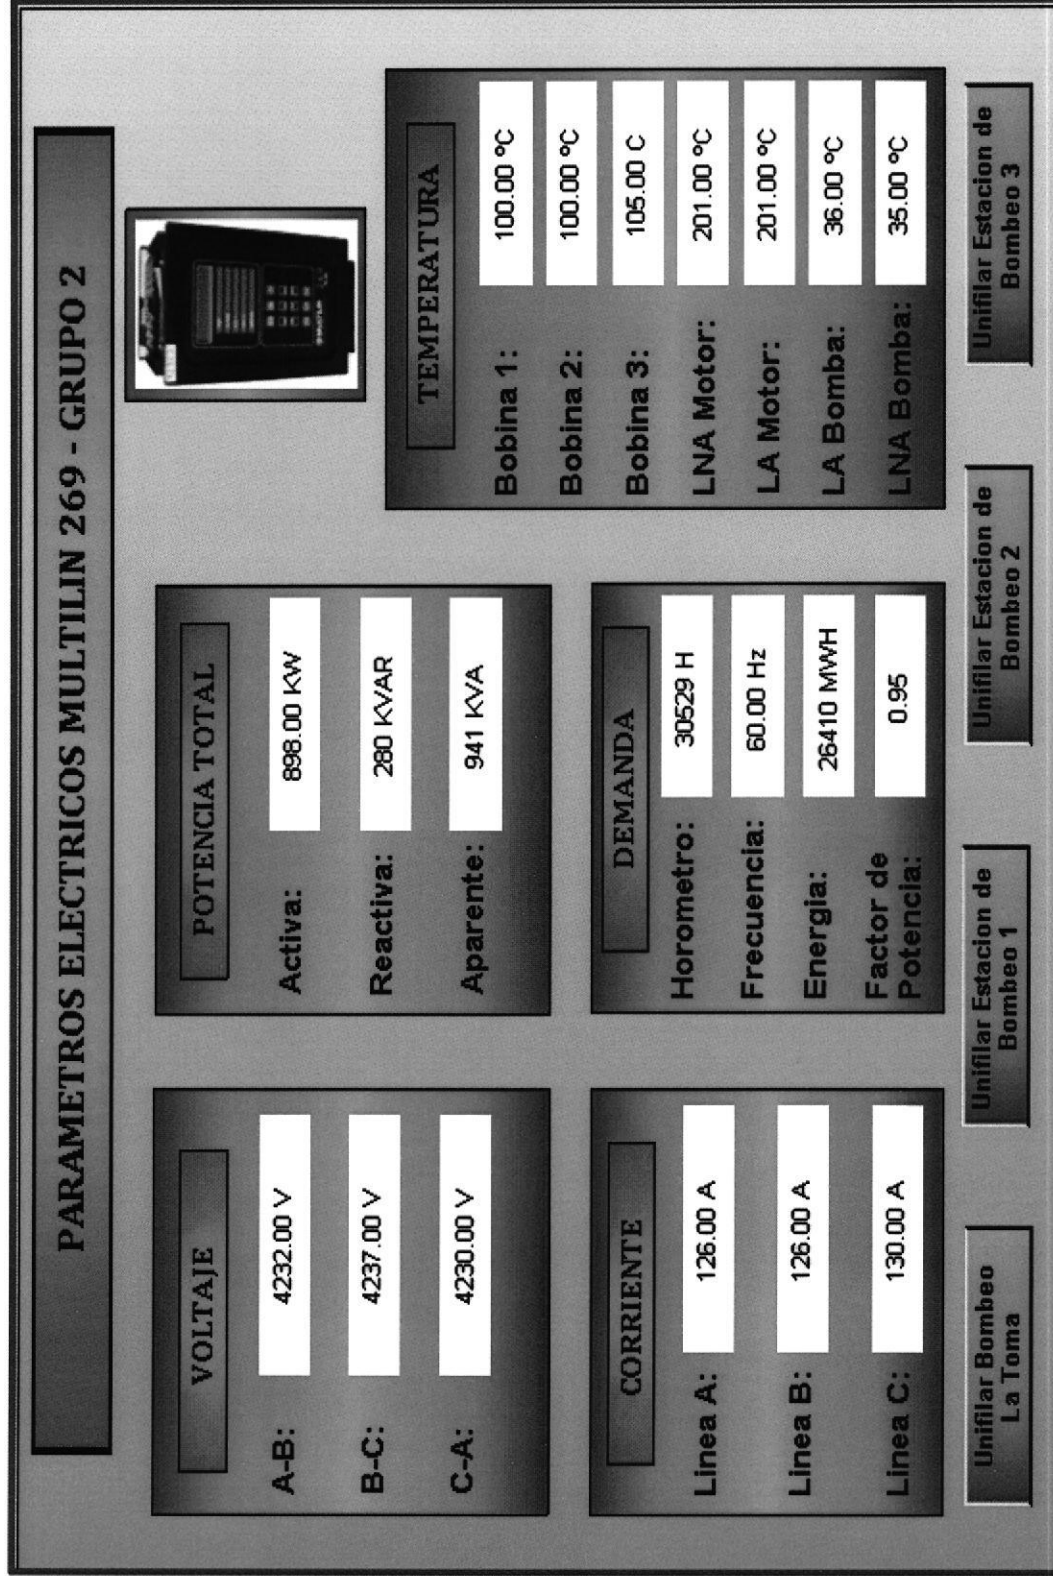 PARAMETROS ELECTRICOS MULTILIN 269 - GRUPO 2
VOLTAJE
A-B: 4232.00 V
B-C: 4237.00 V
C-A: 4230.00 V
POTENCIA TOTAL
Activa: 898.00 KW
Reactiva: 280 KVAR
Aparente: 941 KVA
TEMPERATURA
Bobina 1: 100.00 ºC
Bobina 2: 100.00 ºC
Bobina 3: 105.00 C
LNA Motor: 201.00 ºC
LA Motor: 201.00 ºC
LA Bomba: 36.00 ºC
LNA Bomba: 35.00 ºC
CORRIENTE
Linea A: 126.00 A
Linea B: 126.00 A
Linea C: 130.00 A
DEMANDA
Horometro: 30529 H
Frecuencia: 60.00 Hz
Energia: 26410 MWH
Factor de
Potencia: 0.95
Unifilar Bombeo
La Toma
Unifilar Estacion de
Bombeo 1
Unifilar Estacion de
Bombeo 2
Unifilar Estacion de
Bombeo 3